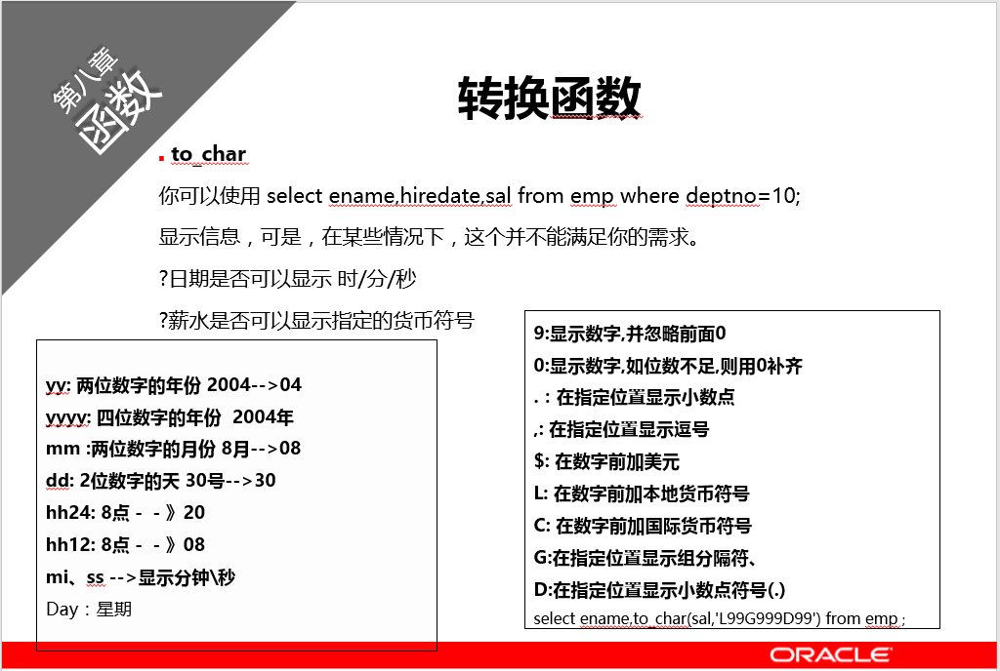 第八章
函数
转换函数
to_char
你可以使用 select ename,hiredate,sal from emp where deptno=10;
显示信息，可是，在某些情况下，这个并不能满足你的需求。
?日期是否可以显示 时/分/秒
?薪水是否可以显示指定的货币符号
yy: 两位数字的年份 2004-->04
yyyy: 四位数字的年份  2004年
mm :两位数字的月份 8月-->08
dd: 2位数字的天 30号-->30
hh24: 8点－－》20
hh12: 8点－－》08
mi、ss -->显示分钟\秒
Day：星期
9:显示数字,并忽略前面0
0:显示数字,如位数不足,则用0补齐
.：在指定位置显示小数点
,: 在指定位置显示逗号
$: 在数字前加美元
L: 在数字前加本地货币符号
C: 在数字前加国际货币符号
G:在指定位置显示组分隔符、
D:在指定位置显示小数点符号(.)
select ename,to_char(sal,'L99G999D99') from emp ;
ORACLE